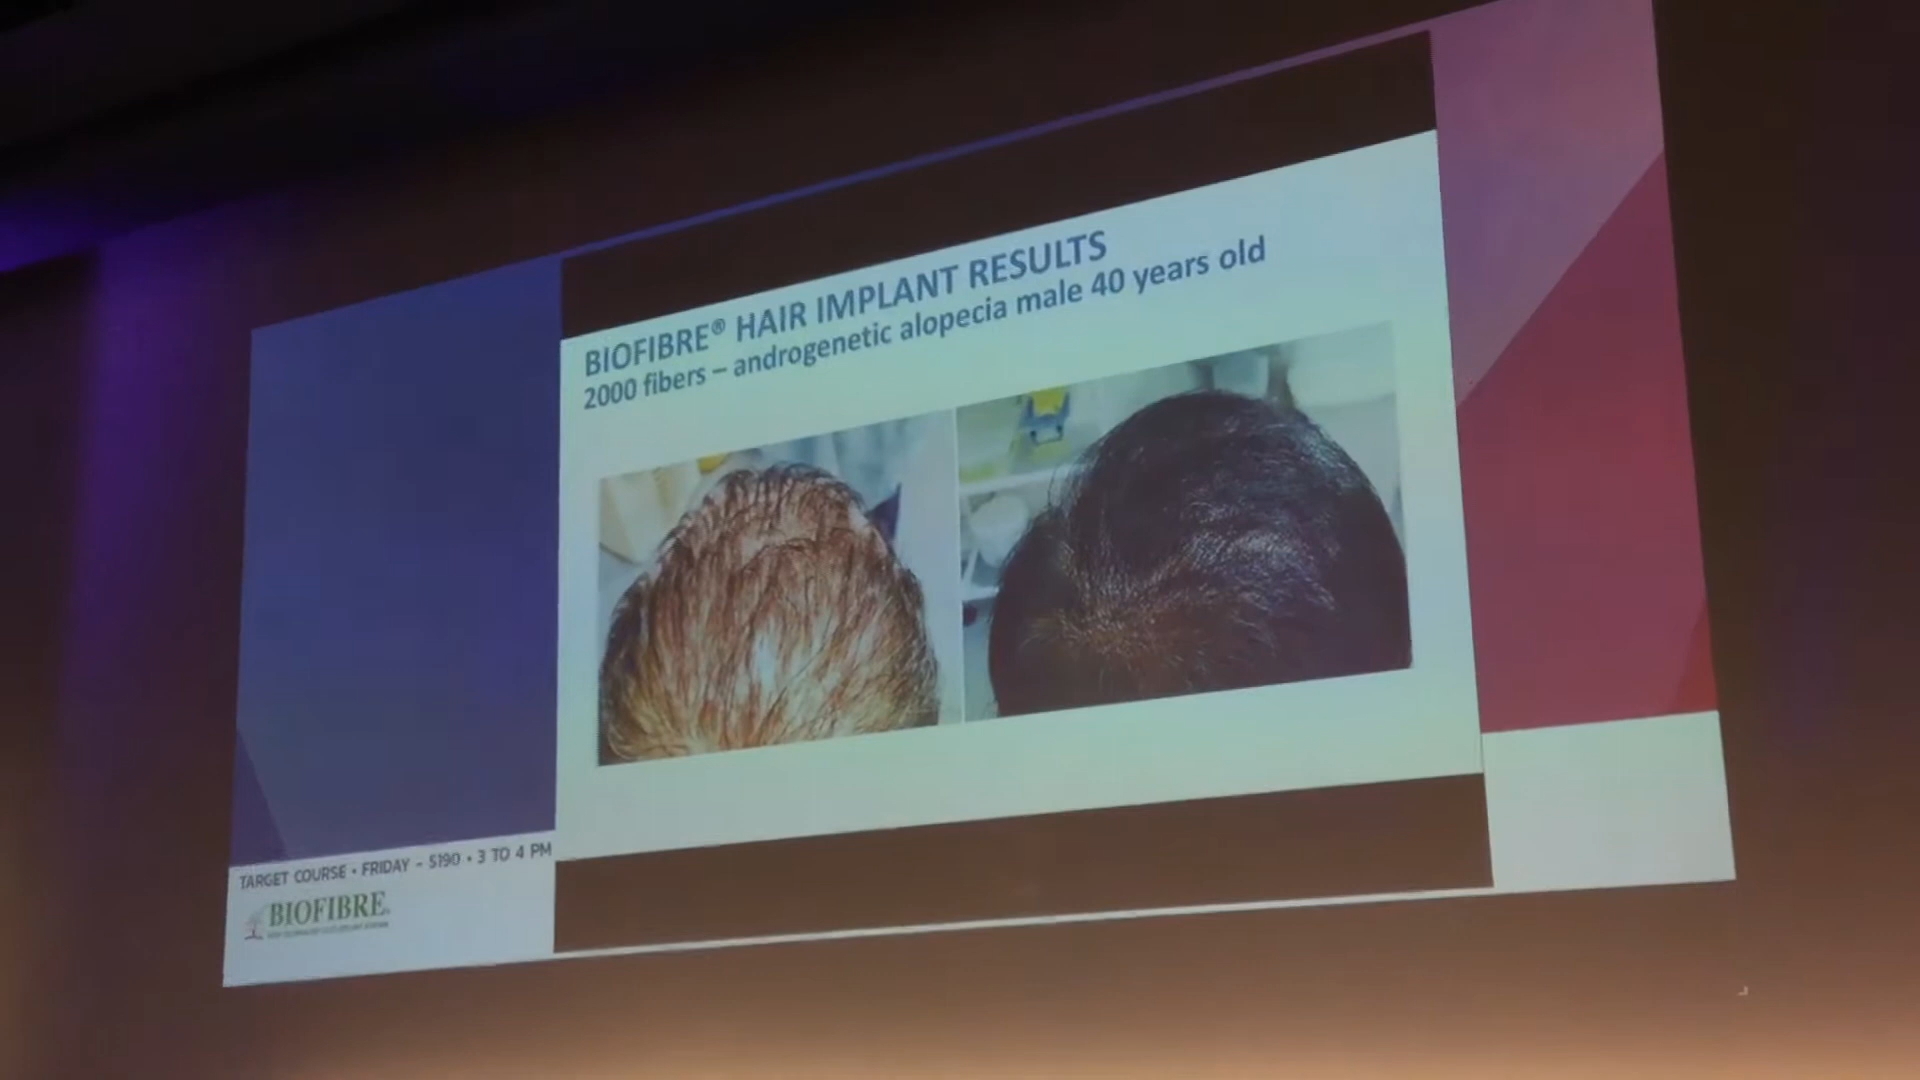 BIOFIBRE® HAIR IMPLANT RESULTS
2000 fibers – androgenetic alopecia male 40 years old
TARGET COURSE • FRIDAY - S190 • 3 TO 4 PM
BIOFIBRE